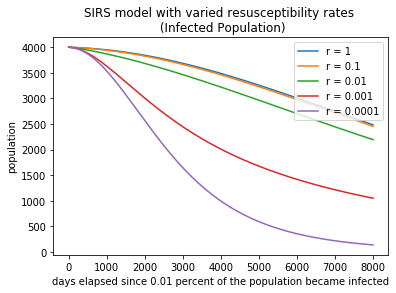 SIRS model with varied resusceptibility rates
(Infected Population)
r = 1
r = 0.1
r = 0.01
r = 0.001
r = 0.0001
population
4000
3500
3000
2500
2000
1500
1000
500
0
0 1000 2000 3000 4000 5000 6000 7000 8000
days elapsed since 0.01 percent of the population became infected